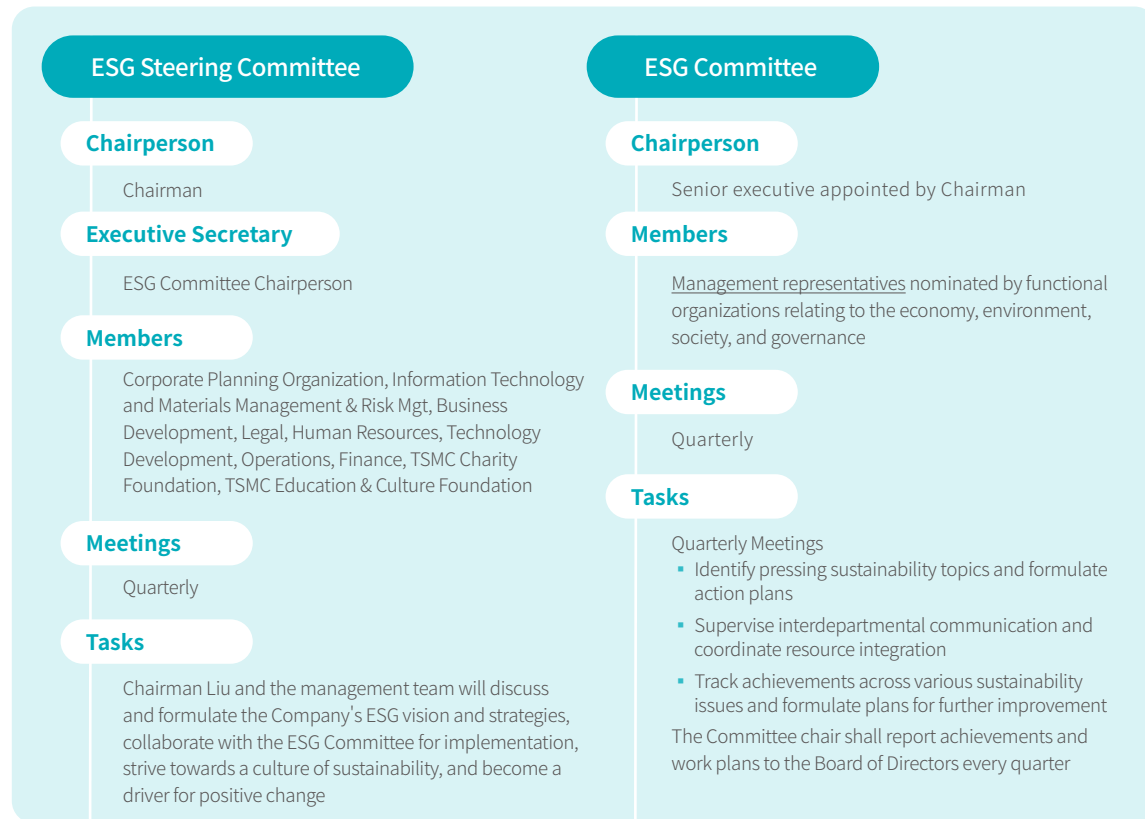 ESG Steering Committee
Chairperson
Chairman
Executive Secretary
ESG Committee Chairperson
Members
Corporate Planning Organization, Information Technology
and Materials Management & Risk Mgt, Business
Development, Legal, Human Resources, Technology
Development, Operations, Finance, TSMC Charity
Foundation, TSMC Education & Culture Foundation
Meetings
Quarterly
Tasks
Chairman Liu and the management team will discuss
and formulate the Company's ESG vision and strategies,
collaborate with the ESG Committee for implementation,
strive towards a culture of sustainability, and become a
driver for positive change
ESG Committee
Chairperson
Senior executive appointed by Chairman
Members
Management representatives nominated by functional
organizations relating to the economy, environment,
society, and governance
Meetings
Quarterly
Tasks
Quarterly Meetings
▪ Identify pressing sustainability topics and formulate
action plans
▪ Supervise interdepartmental communication and
coordinate resource integration
▪ Track achievements across various sustainability
issues and formulate plans for further improvement
The Committee chair shall report achievements and
work plans to the Board of Directors every quarter